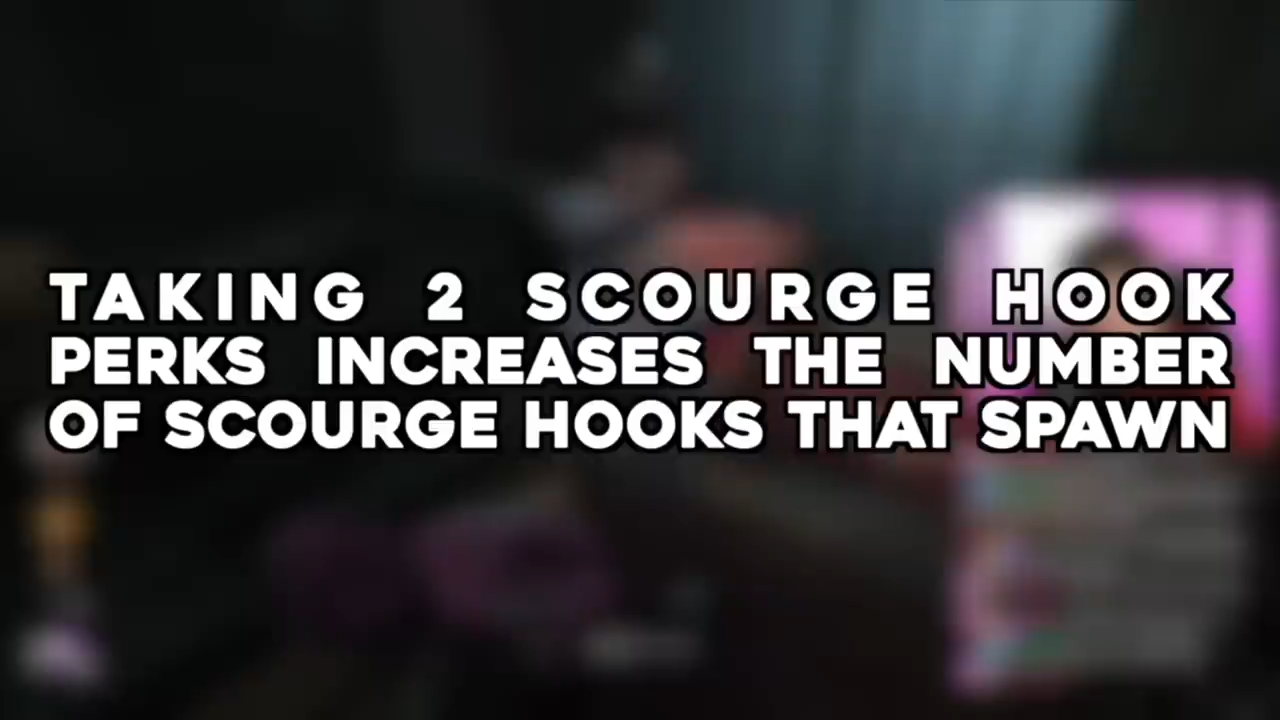 TAKING 2 SCOURGE HOOK
PERKS INCREASES THE NUMBER
OF SCOURGE HOOKS THAT SPAWN